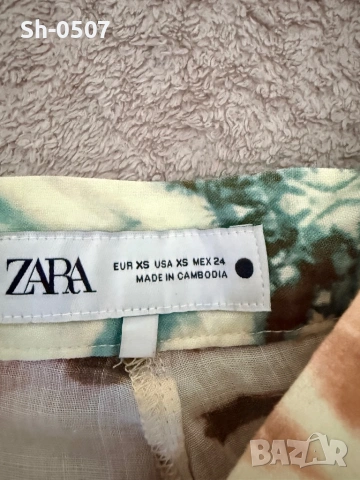 Sh-0507
ZARA
EUR XS USA XS MEX 24
MADE IN CAMBODIA
BAZAR